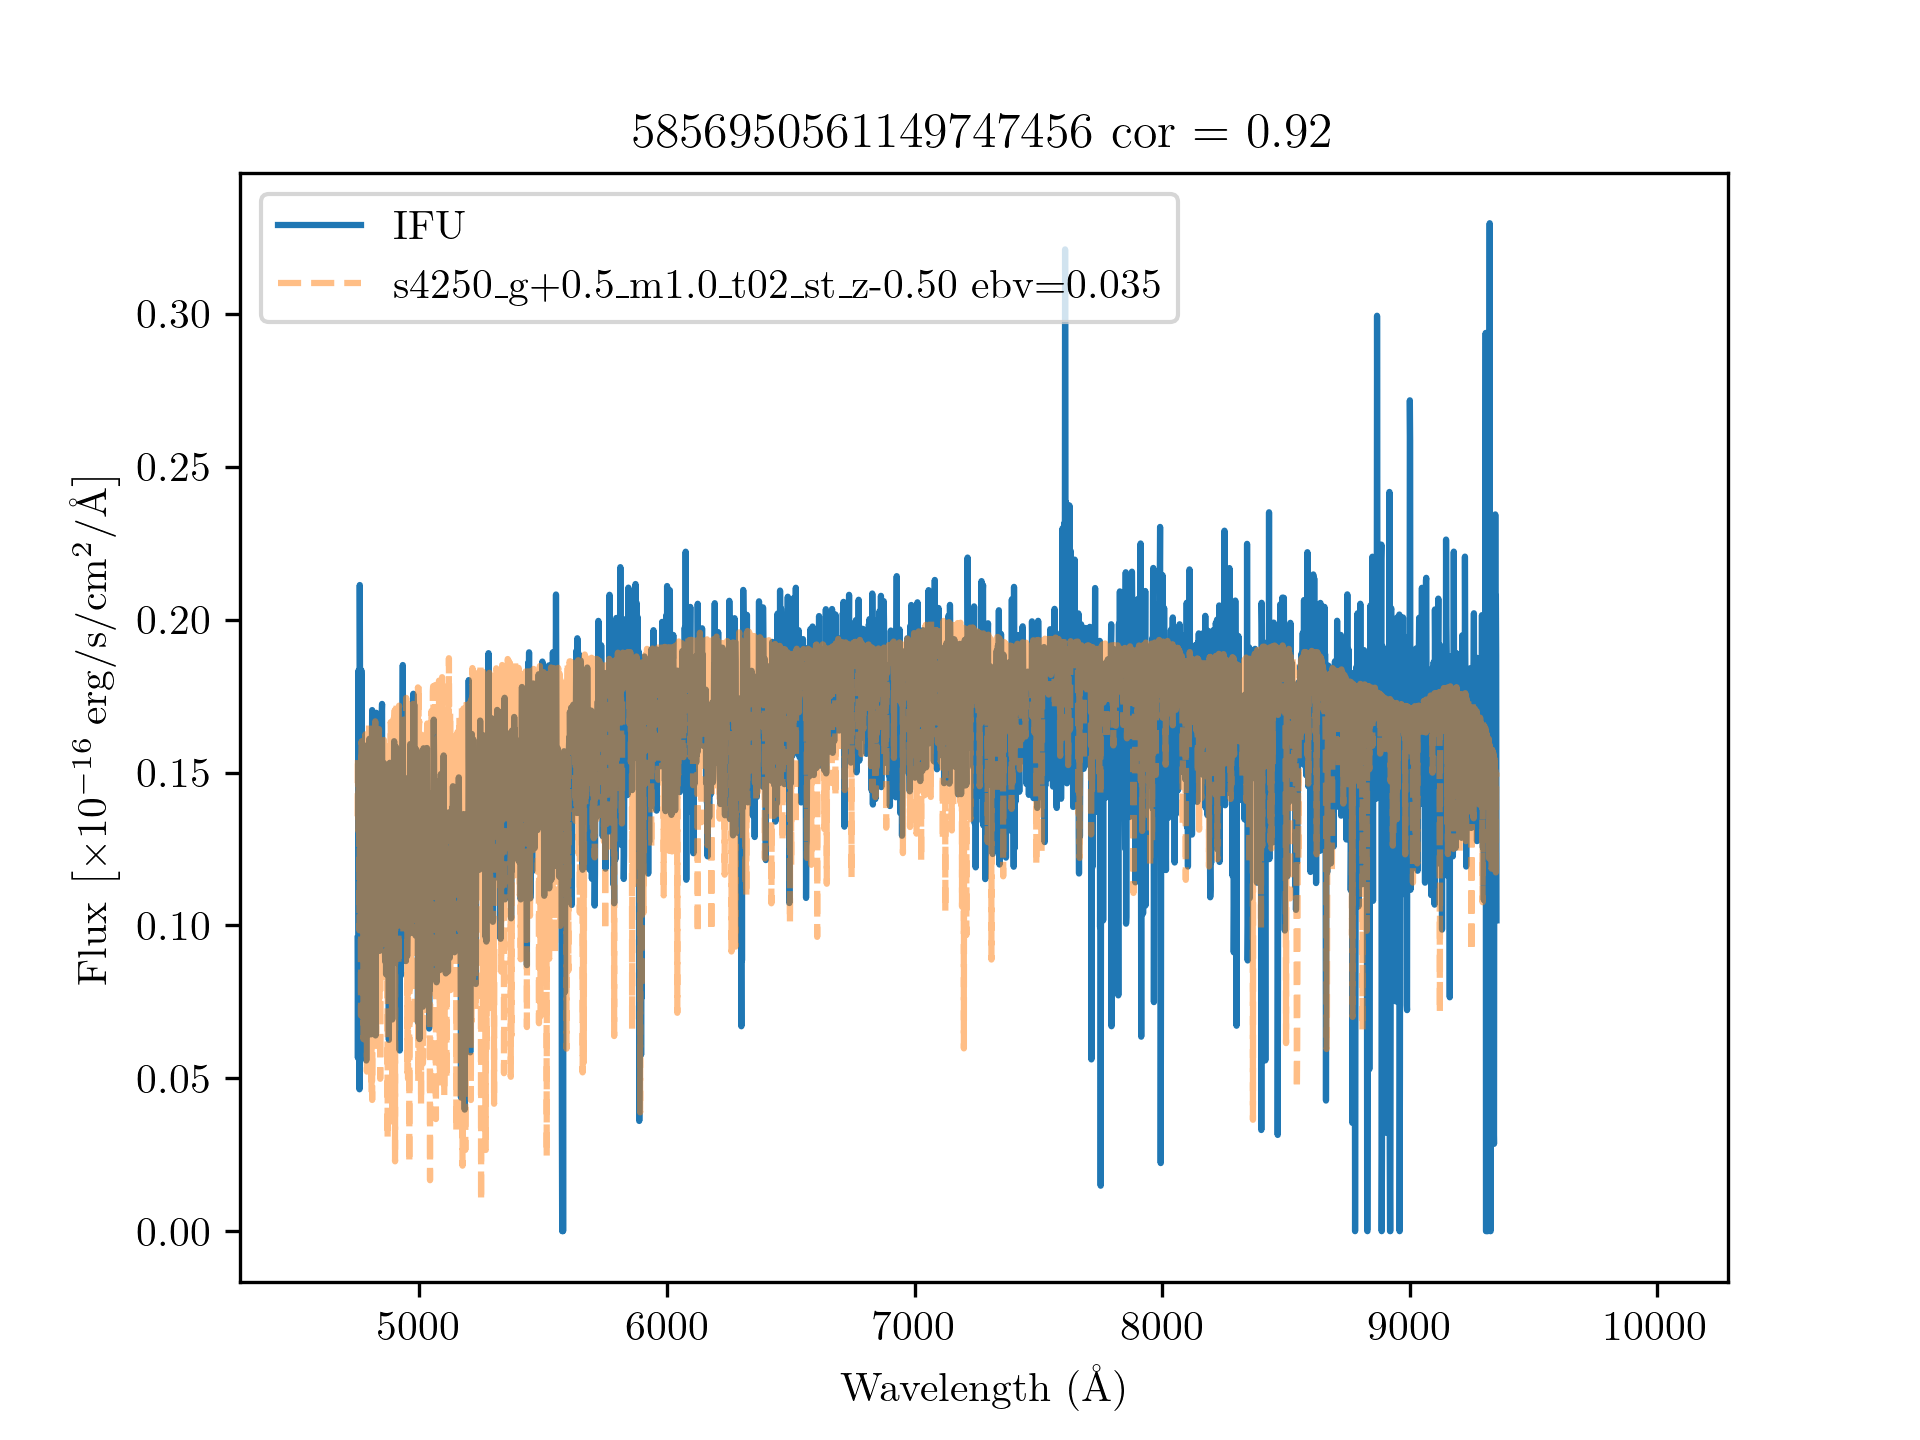 5856950561149747456 cor = 0.92
IFU
s4250_g+0.5_m1.0_t02_st_z-0.50 ebv=0.035
Flux [×10⁻¹⁶ erg/s/cm²/Å]
0.30
0.25
0.20
0.15
0.10
0.05
0.00
5000 6000 7000 8000 9000 10000
Wavelength (Å)